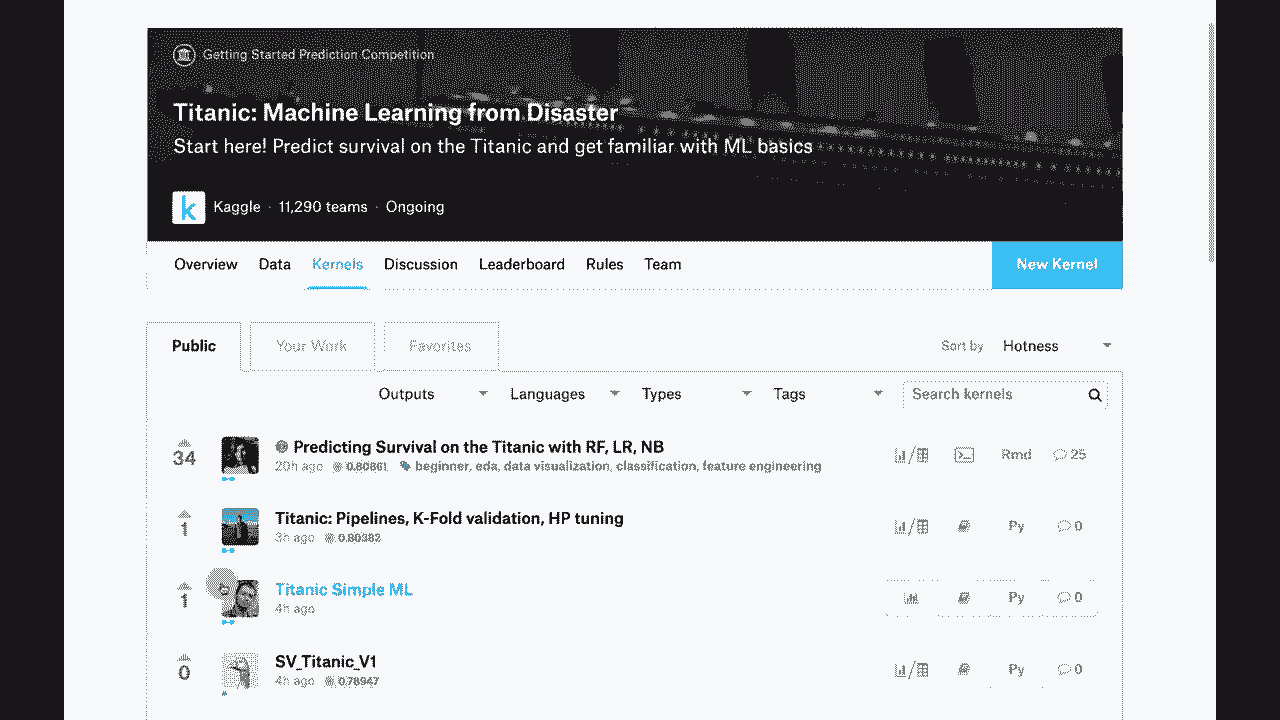 Getting Started Prediction Competition
Titanic: Machine Learning from Disaster
Start here! Predict survival on the Titanic and get familiar with ML basics
k Kaggle · 11,290 teams · Ongoing
Overview Data Kernels Discussion Leaderboard Rules Team New Kernel
Public Your Work Favorites Sort by Hotness
Outputs Languages Types Tags Search kernels
34 Predicting Survival on the Titanic with RF, LR, NB Rmd 25
20h ago 0.80861 beginner, eda, data visualization, classification, feature engineering
1 Titanic: Pipelines, K-Fold validation, HP tuning Py 0
3h ago 0.80382
1 Titanic Simple ML Py 0
4h ago
0 SV_Titanic_V1 Py 0
4h ago 0.78947